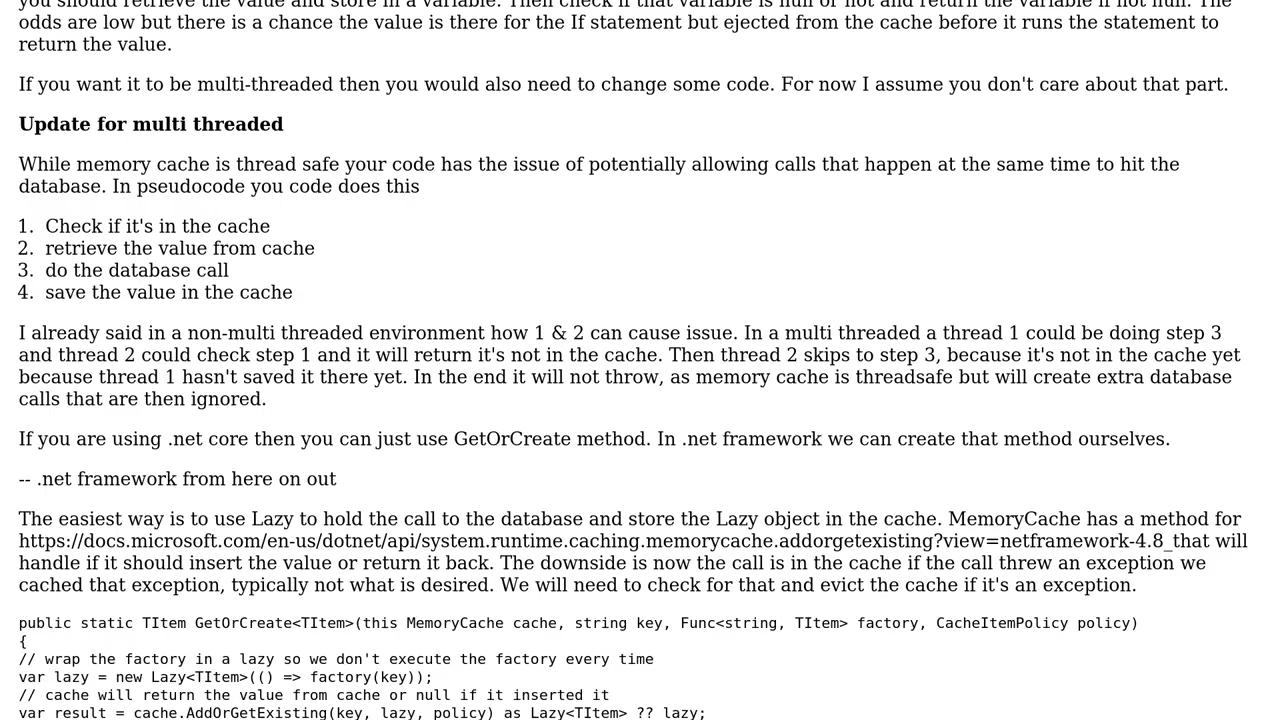 you should retrieve the value and store in a variable. Then check if that variable is null or not and return the variable if not null. The
odds are low but there is a chance the value is there for the If statement but ejected from the cache before it runs the statement to
return the value.
If you want it to be multi-threaded then you would also need to change some code. For now I assume you don't care about that part.
Update for multi threaded
While memory cache is thread safe your code has the issue of potentially allowing calls that happen at the same time to hit the
database. In pseudocode you code does this
1. Check if it's in the cache
2. retrieve the value from cache
3. do the database call
4. save the value in the cache
I already said in a non-multi threaded environment how 1 & 2 can cause issue. In a multi threaded a thread 1 could be doing step 3
and thread 2 could check step 1 and it will return it's not in the cache. Then thread 2 skips to step 3, because it's not in the cache yet
because thread 1 hasn't saved it there yet. In the end it will not throw, as memory cache is threadsafe but will create extra database
calls that are then ignored.
If you are using .net core then you can just use GetOrCreate method. In .net framework we can create that method ourselves.
-- .net framework from here on out
The easiest way is to use Lazy to hold the call to the database and store the Lazy object in the cache. MemoryCache has a method for
https://docs.microsoft.com/en-us/dotnet/api/system.runtime.caching.memorycache.addorgetexisting?view=netframework-4.8_that will
handle if it should insert the value or return it back. The downside is now the call is in the cache if the call threw an exception we
cached that exception, typically not what is desired. We will need to check for that and evict the cache if it's an exception.
public static TItem GetOrCreate<TItem>(this MemoryCache cache, string key, Func<string, TItem> factory, CacheItemPolicy policy)
{
// wrap the factory in a lazy so we don't execute the factory every time
var lazy = new Lazy<TItem>(() => factory(key));
// cache will return the value from cache or null if it inserted it
var result = cache.AddOrGetExisting(key, lazy, policy) as Lazy<TItem> ?? lazy;